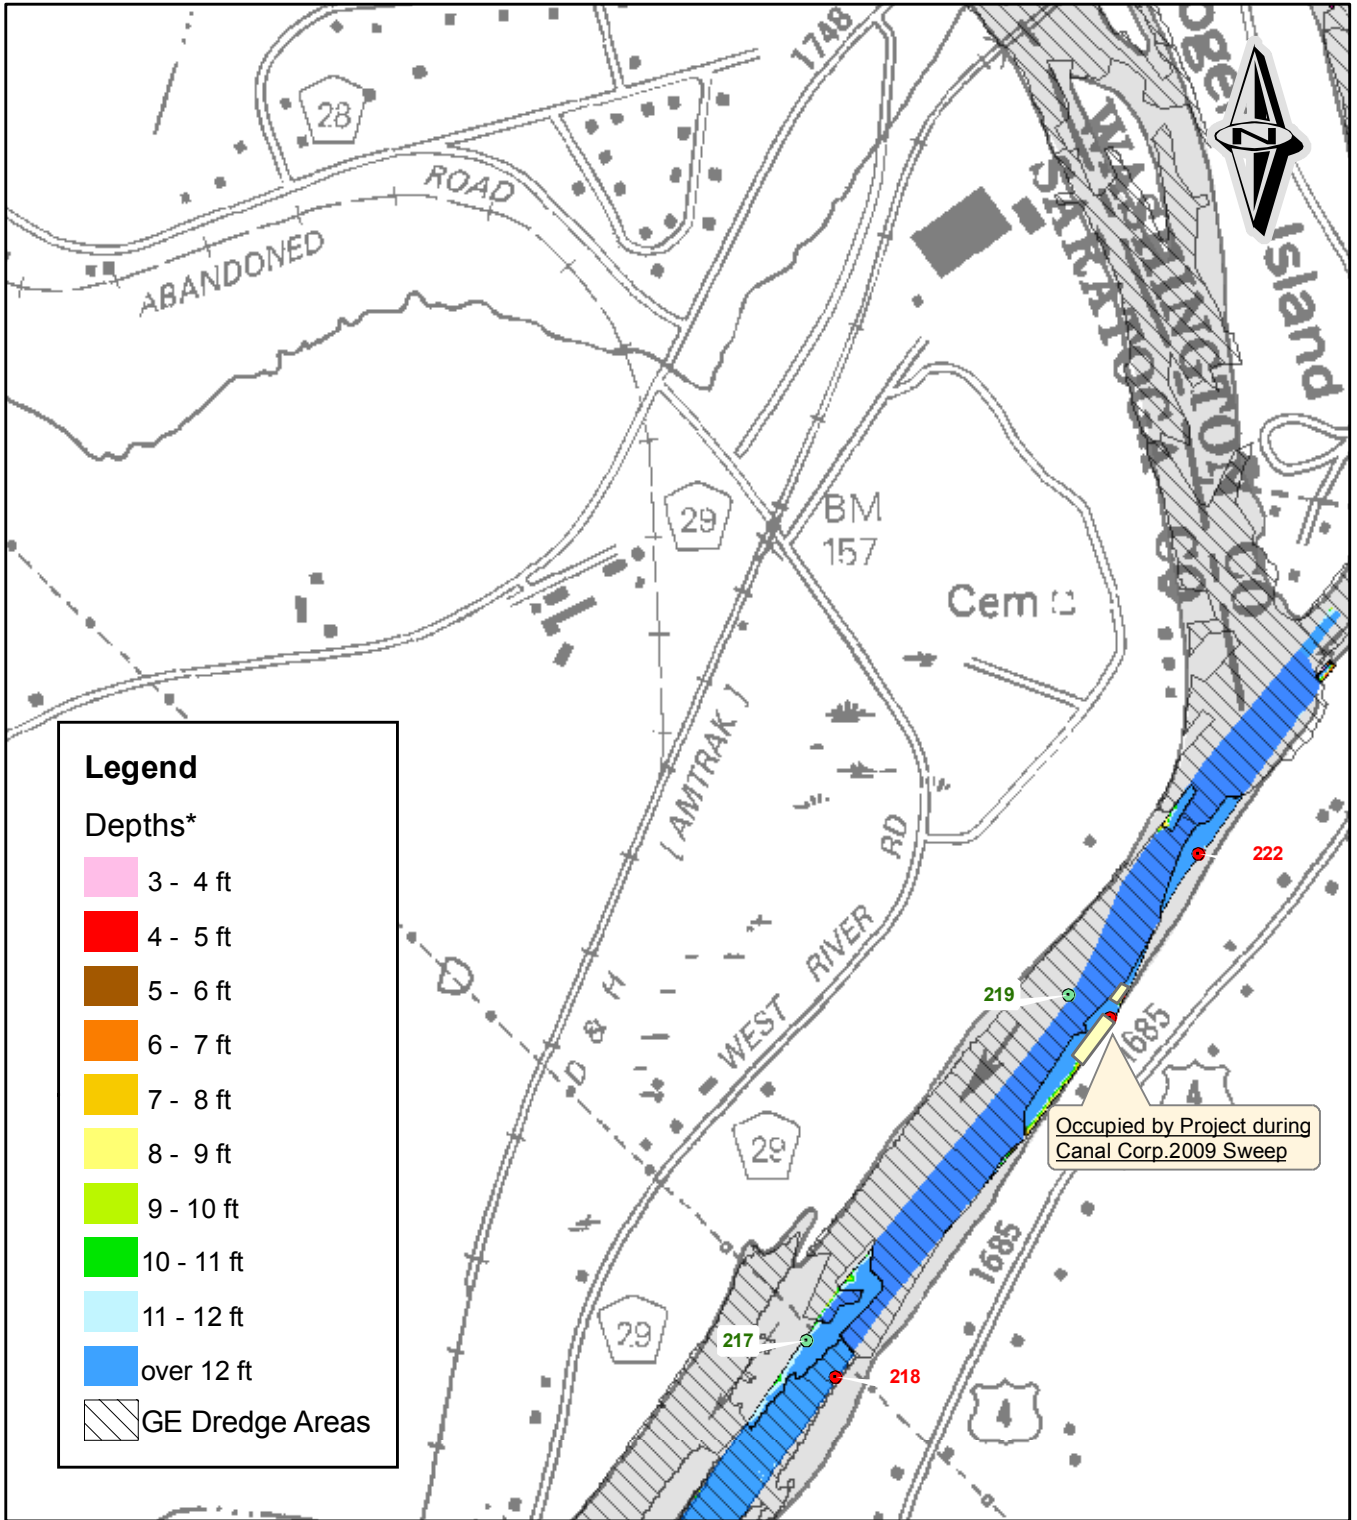 1748
Roger
28
N
WASHINGTON CO
SARATOGA CO
Island
ROAD
ABANDONED
29
BM
157
Cem
( AMTRAK )
Legend
Depths*
3 - 4 ft
4 - 5 ft
5 - 6 ft
6 - 7 ft
7 - 8 ft
8 - 9 ft
9 - 10 ft
10 - 11 ft
11 - 12 ft
over 12 ft
GE Dredge Areas
RD
222
RIVER
219
D & H
WEST
1685
4
Occupied by Project during
Canal Corp.2009 Sweep
29
1685
29
217
218
4